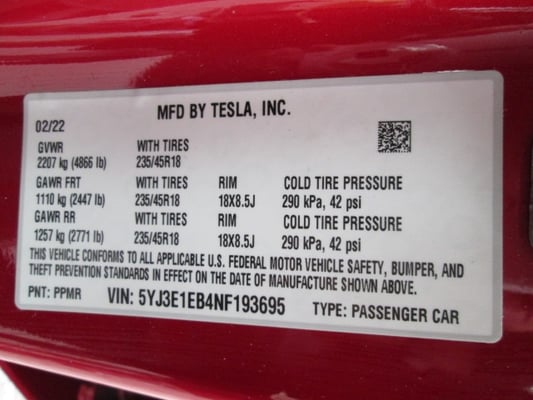 MFD BY TESLA, INC.
02/22
GVWR WITH TIRES
2207 kg (4866 lb) 235/45R18
GAWR FRT WITH TIRES RIM COLD TIRE PRESSURE
1110 kg (2447 lb) 235/45R18 18X8.5J 290 kPa, 42 psi
GAWR RR WITH TIRES RIM COLD TIRE PRESSURE
1257 kg (2771 lb) 235/45R18 18X8.5J 290 kPa, 42 psi
THIS VEHICLE CONFORMS TO ALL APPLICABLE U.S. FEDERAL MOTOR VEHICLE SAFETY, BUMPER, AND
THEFT PREVENTION STANDARDS IN EFFECT ON THE DATE OF MANUFACTURE SHOWN ABOVE.
PNT: PPMR VIN: 5YJ3E1EB4NF193695 TYPE: PASSENGER CAR